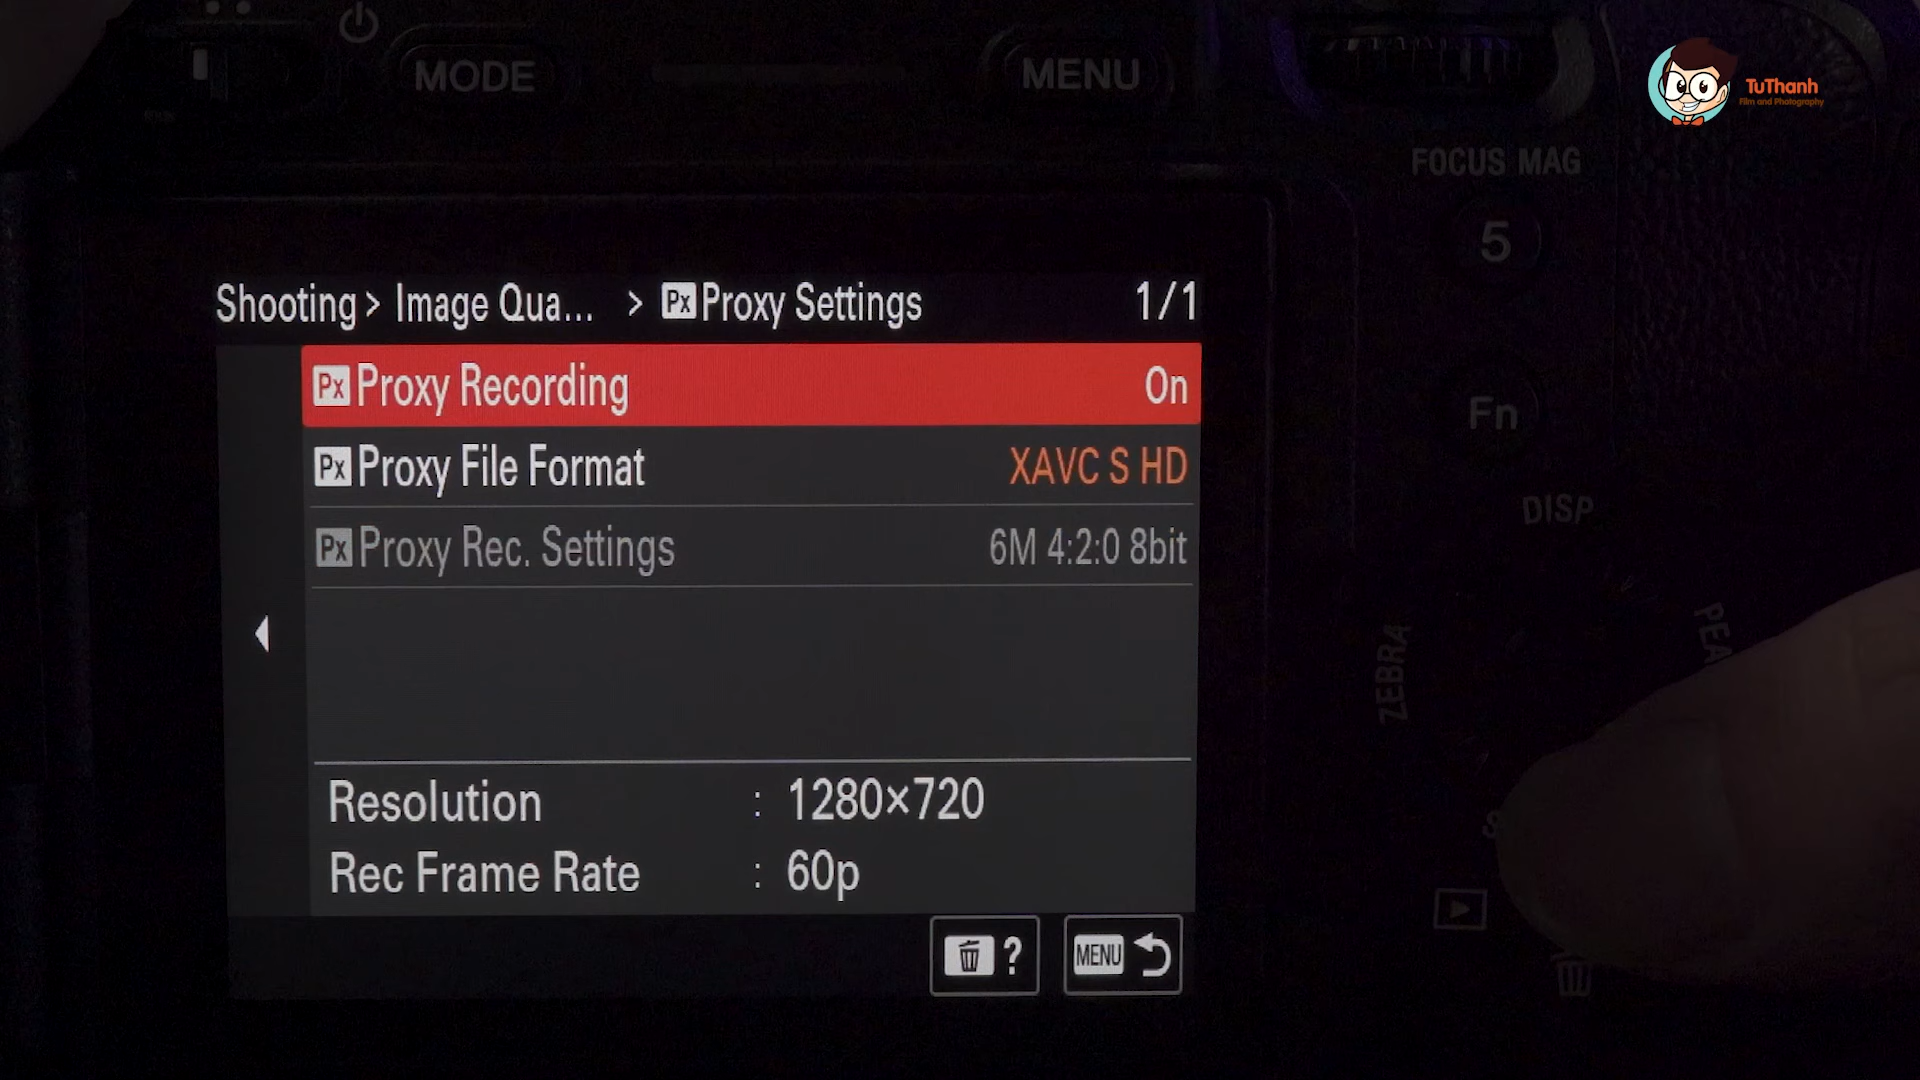 MODE
MENU
TuThanh
Film and Photography
FOCUS MAG
5
Shooting > Image Qua... > Px Proxy Settings 1/1
Px Proxy Recording On
Fn
Px Proxy File Format XAVC S HD
DISP
Px Proxy Rec. Settings 6M 4:2:0 8bit
ZEBRA
Resolution : 1280×720
Rec Frame Rate : 60p
? MENU